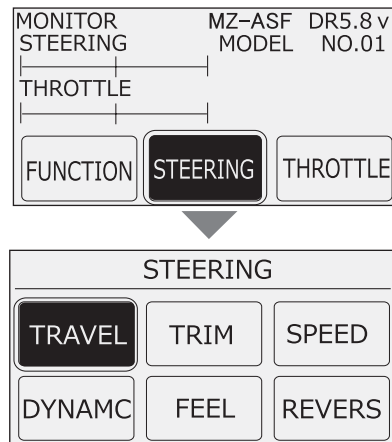 MONITOR MZ-ASF DR5.8 v
STEERING MODEL NO.01
THROTTLE
FUNCTION STEERING THROTTLE
STEERING
TRAVEL TRIM SPEED
DYNAMC FEEL REVERS